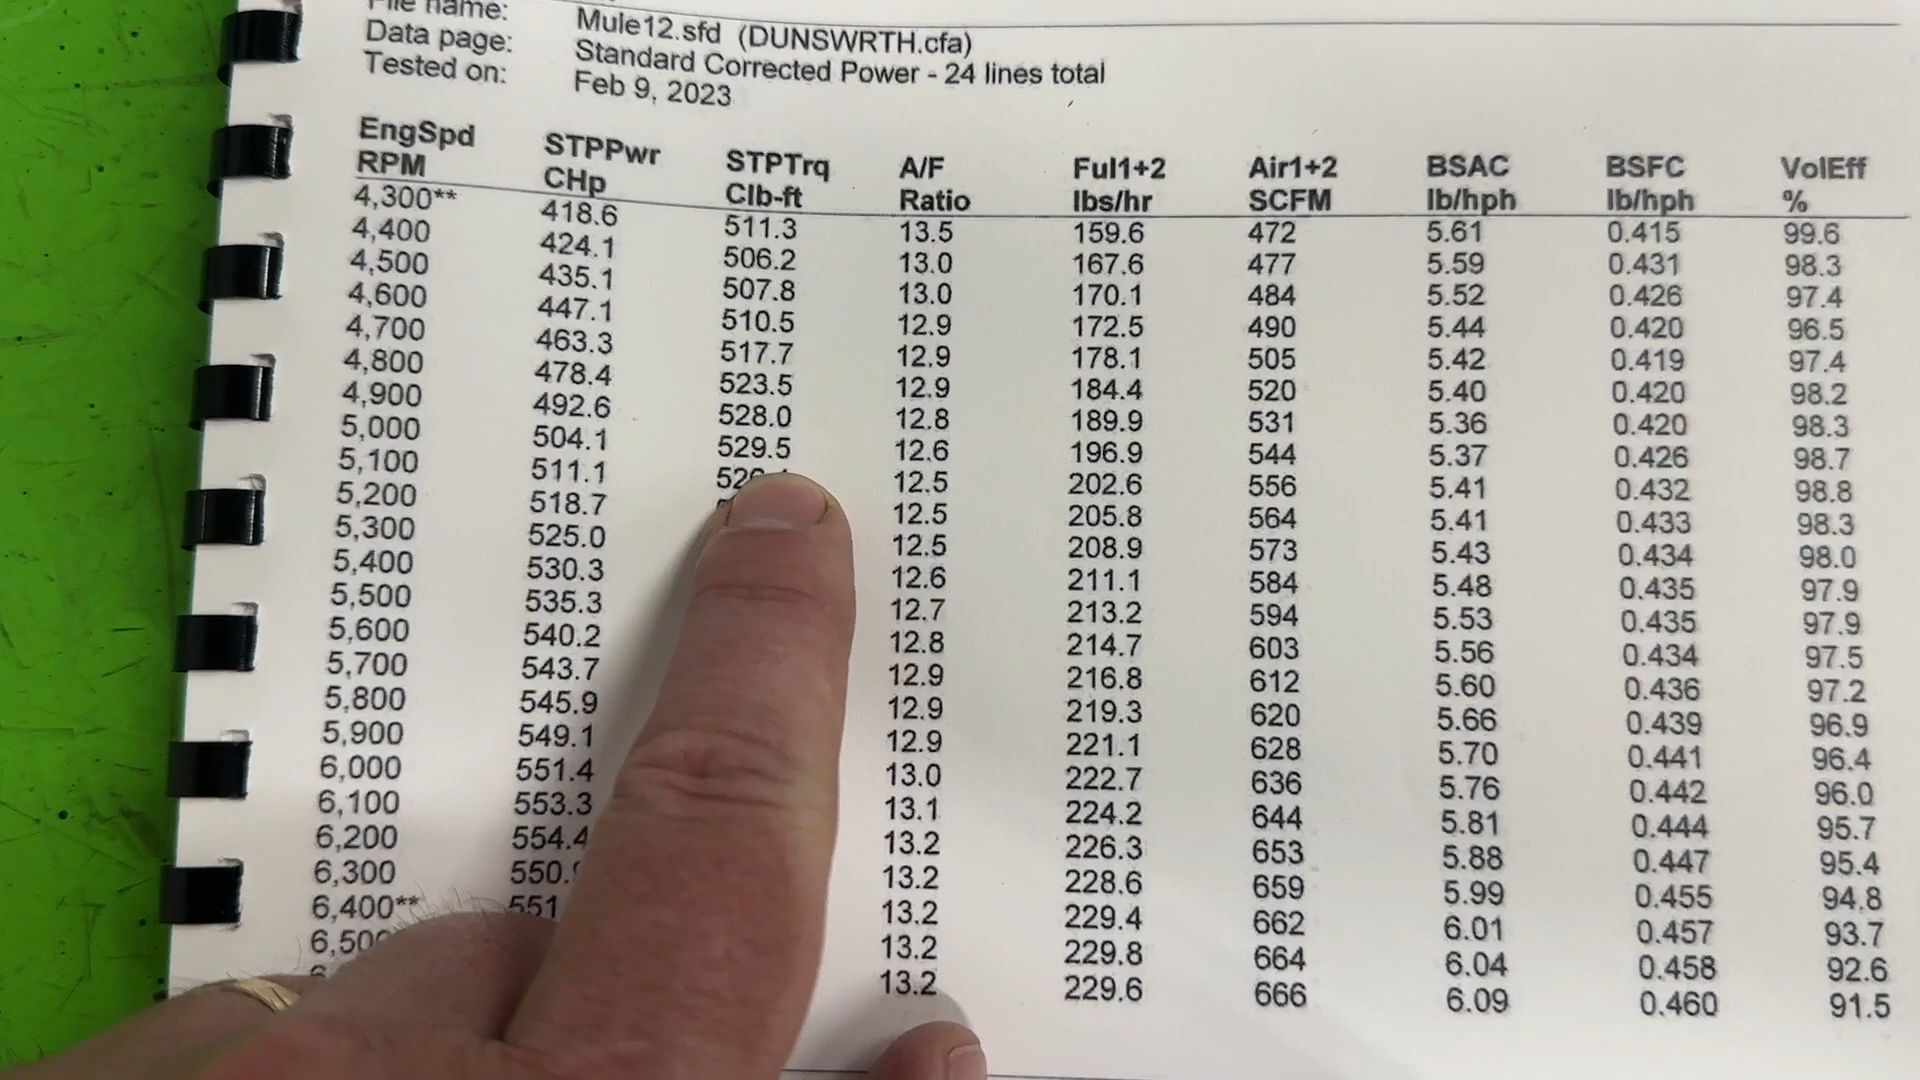 File name: Mule12.sfd (DUNSWRTH.cfa)
Data page: Standard Corrected Power - 24 lines total
Tested on: Feb 9, 2023
EngSpd STPPwr STPTrq A/F Ful1+2 Air1+2 BSAC BSFC VolEff
RPM CHp Clb-ft Ratio lbs/hr SCFM lb/hph lb/hph %
4,300** 418.6 511.3 13.5 159.6 472 5.61 0.415 99.6
4,400 424.1 506.2 13.0 167.6 477 5.59 0.431 98.3
4,500 435.1 507.8 13.0 170.1 484 5.52 0.426 97.4
4,600 447.1 510.5 12.9 172.5 490 5.44 0.420 96.5
4,700 463.3 517.7 12.9 178.1 505 5.42 0.419 97.4
4,800 478.4 523.5 12.9 184.4 520 5.40 0.420 98.2
4,900 492.6 528.0 12.8 189.9 531 5.36 0.420 98.3
5,000 504.1 529.5 12.6 196.9 544 5.37 0.426 98.7
5,100 511.1 12.5 202.6 556 5.41 0.432 98.8
5,200 518.7 12.5 205.8 564 5.41 0.433 98.3
5,300 525.0 12.5 208.9 573 5.43 0.434 98.0
5,400 530.3 12.6 211.1 584 5.48 0.435 97.9
5,500 535.3 12.7 213.2 594 5.53 0.435 97.9
5,600 540.2 12.8 214.7 603 5.56 0.434 97.5
5,700 543.7 12.9 216.8 612 5.60 0.436 97.2
5,800 545.9 12.9 219.3 620 5.66 0.439 96.9
5,900 549.1 12.9 221.1 628 5.70 0.441 96.4
6,000 551.4 13.0 222.7 636 5.76 0.442 96.0
6,100 553.3 13.1 224.2 644 5.81 0.444 95.7
6,200 554.4 13.2 226.3 653 5.88 0.447 95.4
6,300 550. 13.2 228.6 659 5.99 0.455 94.8
6,400** 551 13.2 229.4 662 6.01 0.457 93.7
6,500 13.2 229.8 664 6.04 0.458 92.6
13.2 229.6 666 6.09 0.460 91.5